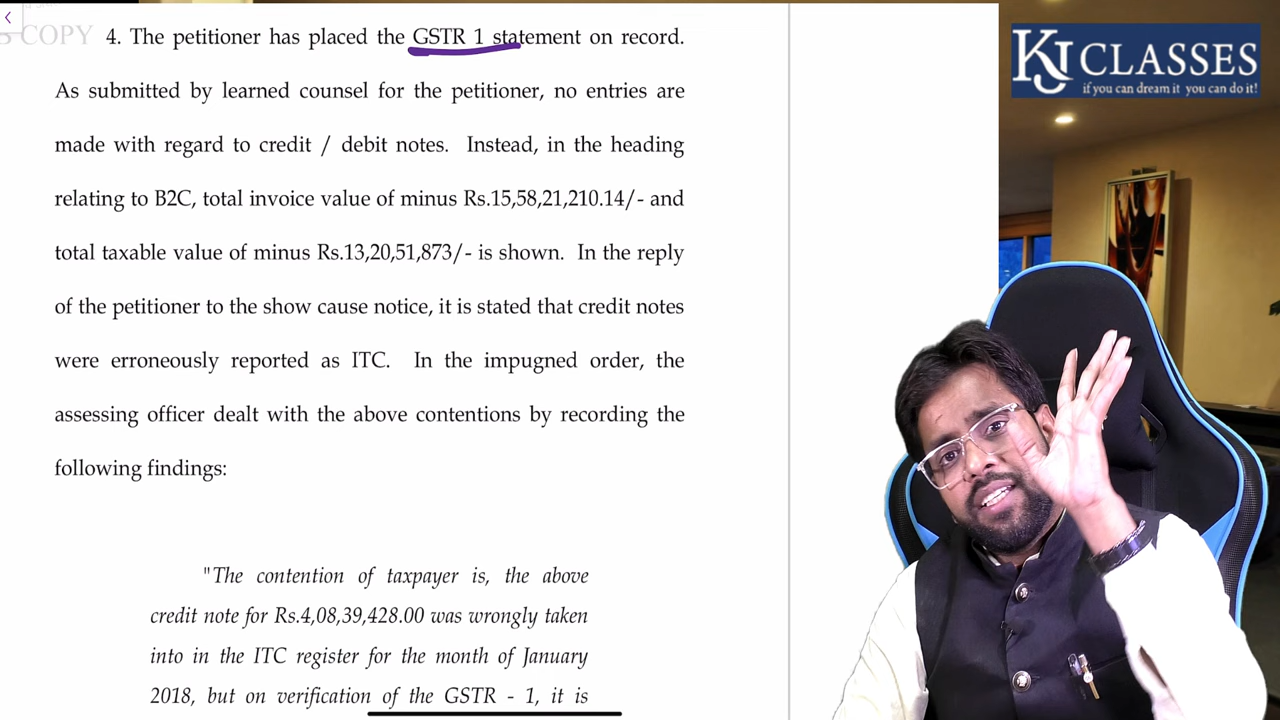 COPY
4. The petitioner has placed the GSTR 1 statement on record.
As submitted by learned counsel for the petitioner, no entries are
made with regard to credit / debit notes. Instead, in the heading
relating to B2C, total invoice value of minus Rs.15,58,21,210.14/- and
total taxable value of minus Rs.13,20,51,873/- is shown. In the reply
of the petitioner to the show cause notice, it is stated that credit notes
were erroneously reported as ITC. In the impugned order, the
assessing officer dealt with the above contentions by recording the
following findings:
"The contention of taxpayer is, the above
credit note for Rs.4,08,39,428.00 was wrongly taken
into in the ITC register for the month of January
2018, but on verification of the GSTR - 1, it is
KJ CLASSES
if you can dream it you can do it!